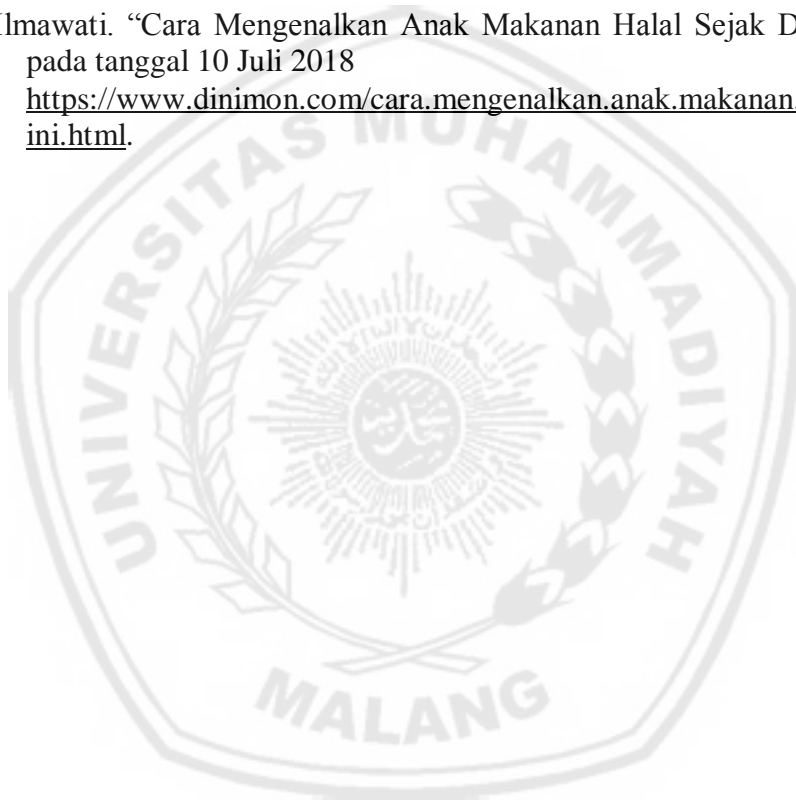 Ilmawati. “Cara Mengenalkan Anak Makanan Halal Sejak D
pada tanggal 10 Juli 2018
https://www.dinimon.com/cara.mengenalkan.anak.makanan.
ini.html.
UNIVERSITAS MUHAMMADIYAH
MALANG